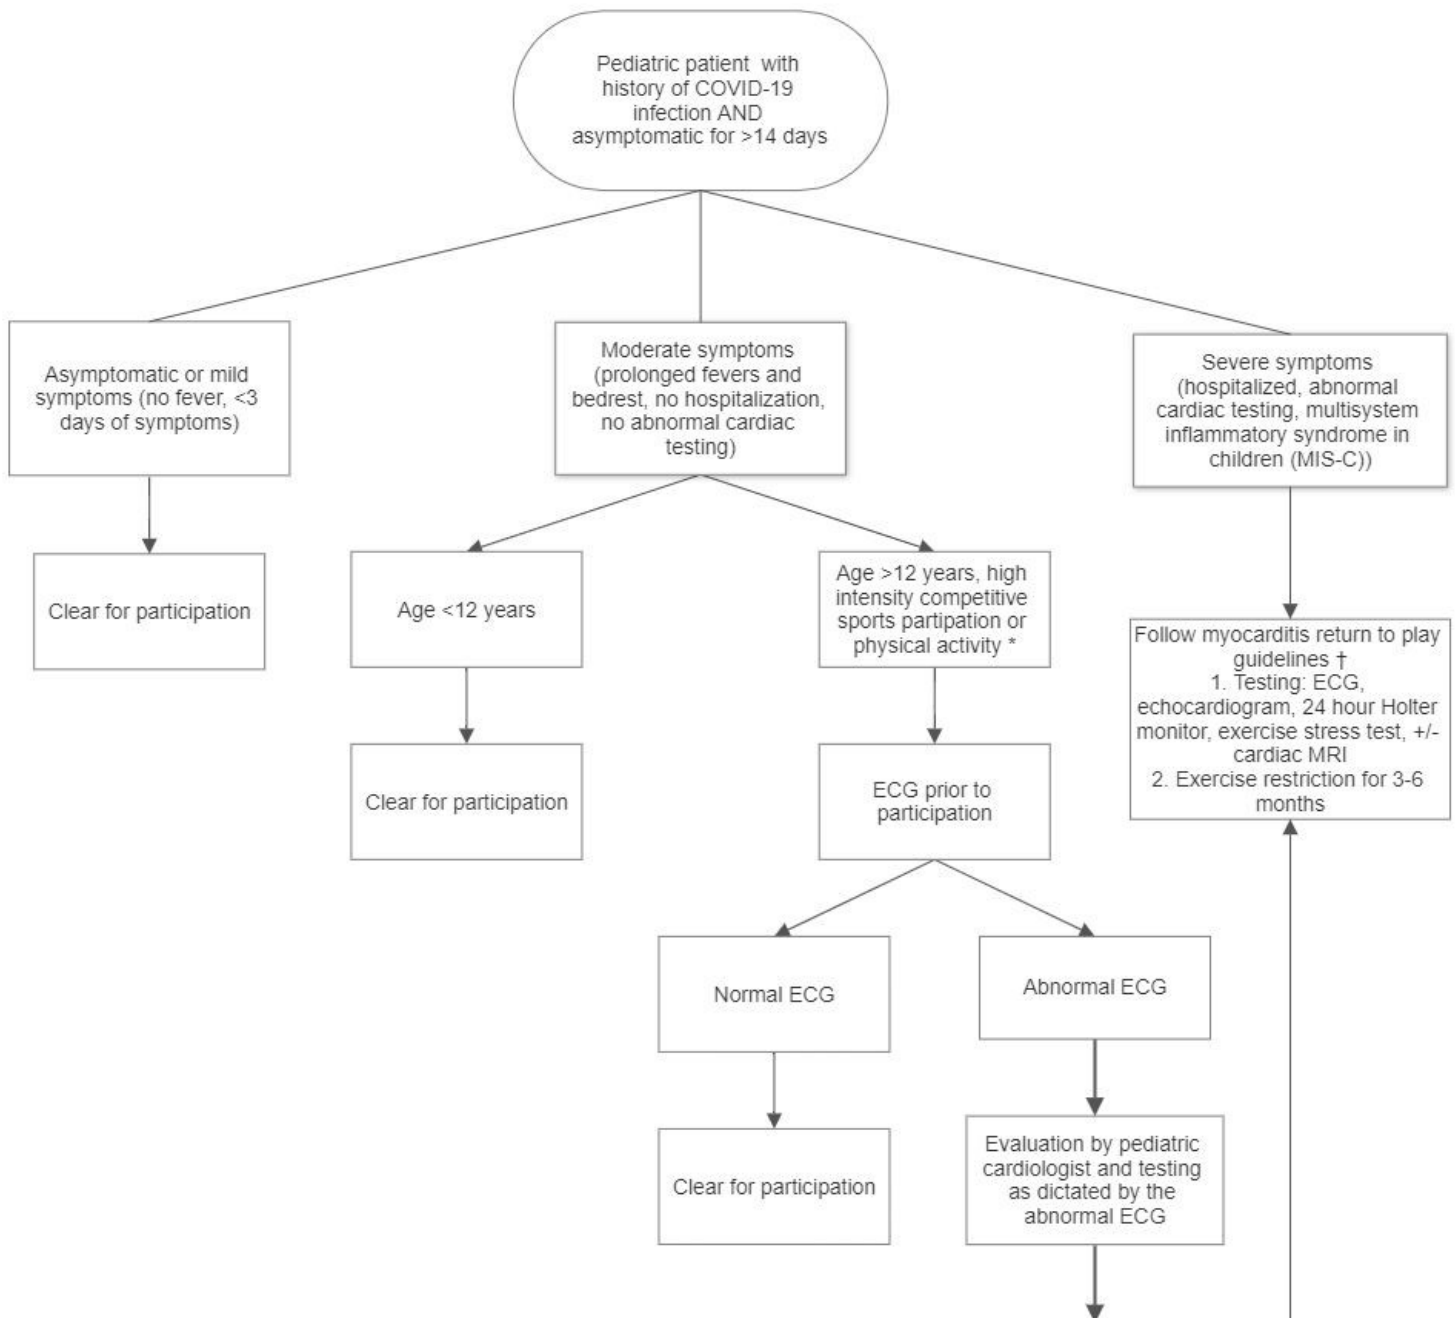 Pediatric patient with
history of COVID-19
infection AND
asymptomatic for >14 days
Asymptomatic or mild
symptoms (no fever, <3
days of symptoms)
Clear for participation
Moderate symptoms
(prolonged fevers and
bedrest, no hospitalization,
no abnormal cardiac
testing)
Age <12 years
Clear for participation
Age >12 years, high
intensity competitive
sports partipation or
physical activity *
ECG prior to
participation
Normal ECG
Clear for participation
Abnormal ECG
Evaluation by pediatric
cardiologist and testing
as dictated by the
abnormal ECG
Severe symptoms
(hospitalized, abnormal
cardiac testing, multisystem
inflammatory syndrome in
children (MIS-C))
Follow myocarditis return to play
guidelines †
1. Testing: ECG,
echocardiogram, 24 hour Holter
monitor, exercise stress test, +/-
cardiac MRI
2. Exercise restriction for 3-6
months